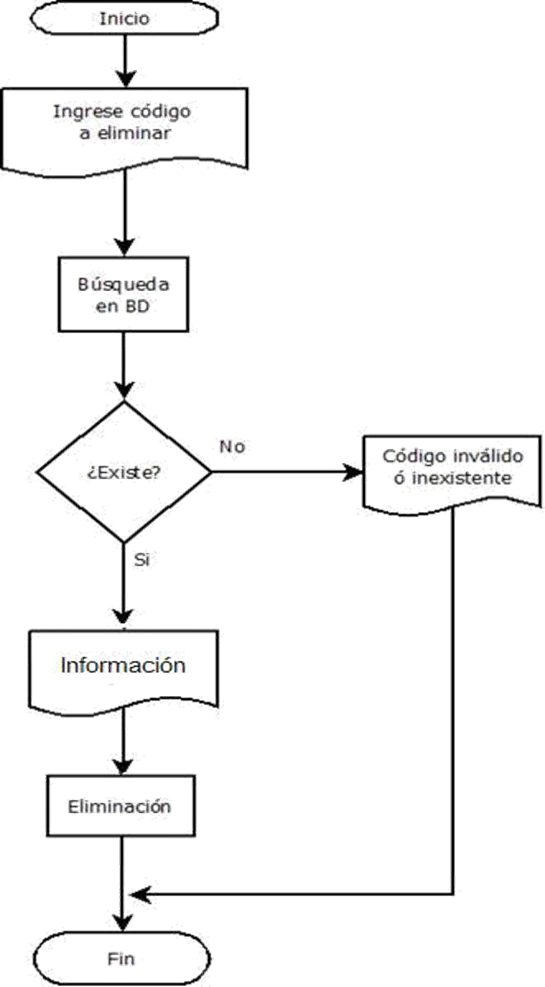 Inicio
Ingrese código
a eliminar
Búsqueda
en BD
¿Existe?
No
Código inválido
ó inexistente
Si
Información
Eliminación
Fin